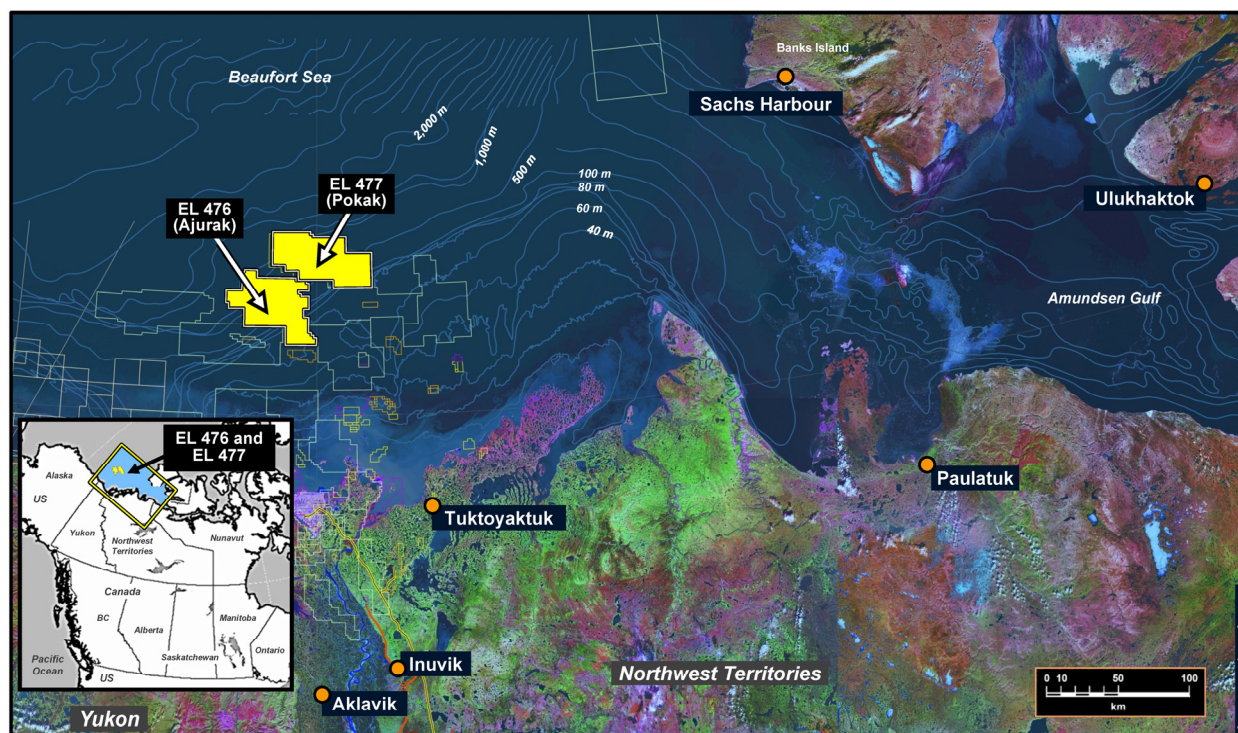 Banks Island
Beaufort Sea
Sachs Harbour
2,000 m
1,000 m
500 m
100 m
80 m
60 m
40 m
EL 477
(Pokak)
EL 476
(Ajurak)
Ulukhaktok
Amundsen Gulf
EL 476 and
EL 477
Alaska
US
Yukon
Northwest
Territories
Nunavut
Canada
BC
Alberta
Saskatchewan
Manitoba
Ontario
Pacific
Ocean
US
Paulatuk
Tuktoyaktuk
Inuvik
Aklavik
Northwest Territories
Yukon
0 10 50 100
km